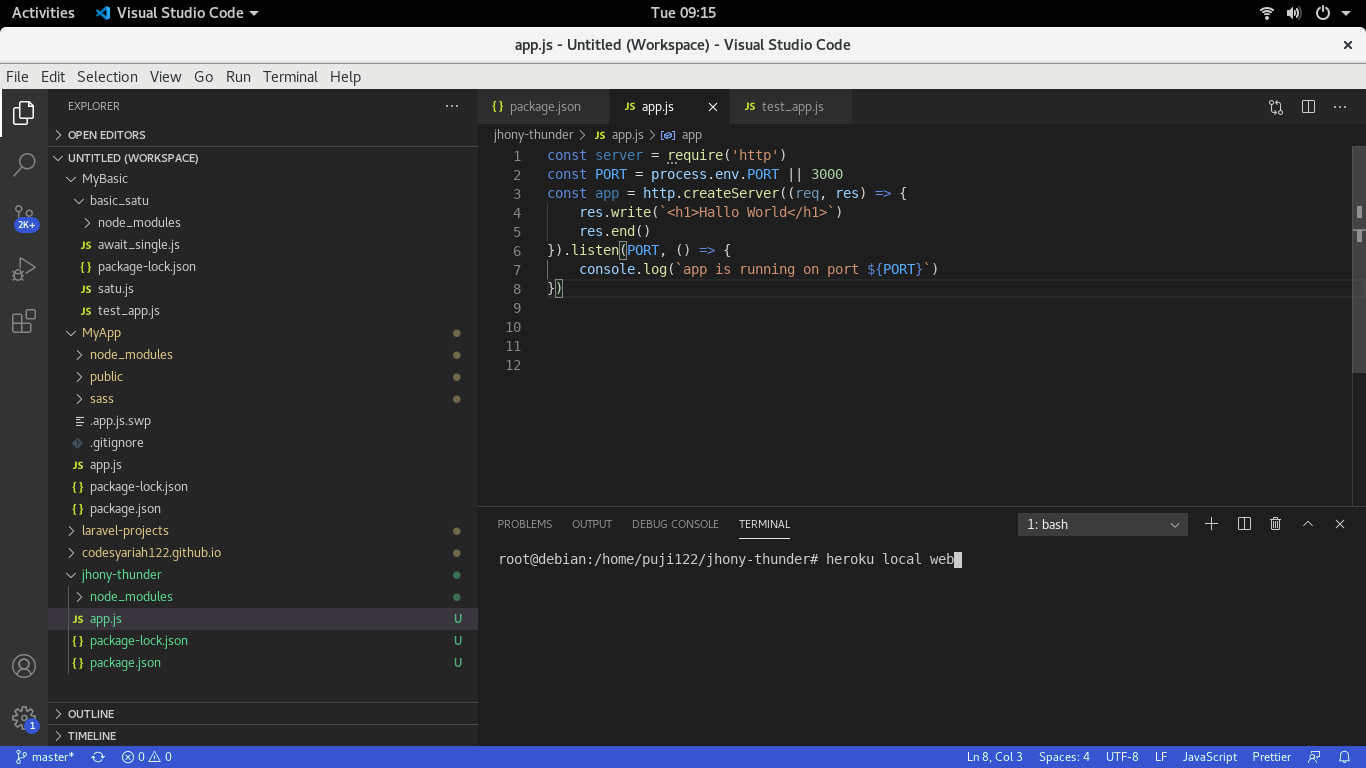 Activities Visual Studio Code Tue 09:15
app.js - Untitled (Workspace) - Visual Studio Code ×
File Edit Selection View Go Run Terminal Help
EXPLORER ···
OPEN EDITORS
UNTITLED (WORKSPACE)
MyBasic
basic_satu
node_modules
JS await_single.js
{} package-lock.json
JS satu.js
JS test_app.js
MyApp
node_modules
public
sass
.app.js.swp
.gitignore
JS app.js
{} package-lock.json
{} package.json
laravel-projects
codesyariah122.github.io
jhony-thunder
node_modules
JS app.js U
{} package-lock.json U
{} package.json U
OUTLINE
TIMELINE
2K+
1
{} package.json JS app.js × JS test_app.js ···
jhony-thunder > JS app.js > app
1 const server = require('http')
2 const PORT = process.env.PORT || 3000
3 const app = http.createServer((req, res) => {
4     res.write(`<h1>Hallo World</h1>`)
5     res.end()
6 }).listen(PORT, () => {
7     console.log(`app is running on port ${PORT}`)
8 })
9
10
11
12
PROBLEMS OUTPUT DEBUG CONSOLE TERMINAL 1: bash
root@debian:/home/puji122/jhony-thunder# heroku local web
master* 0 0 Ln 8, Col 3 Spaces: 4 UTF-8 LF JavaScript Prettier